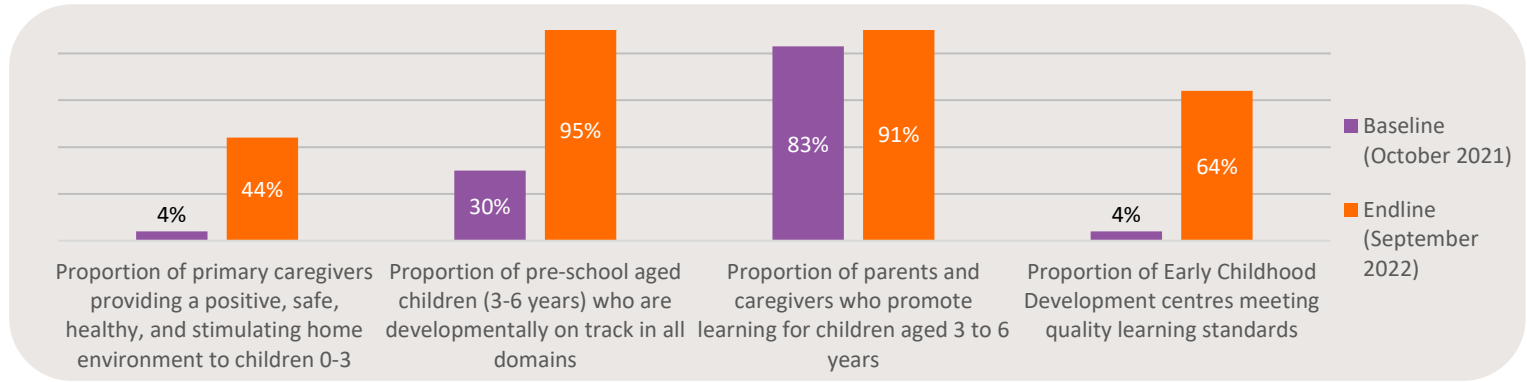 4%
44%
30%
95%
83%
91%
4%
64%
Baseline
(October 2021)
Endline
(September
2022)
Proportion of primary caregivers
providing a positive, safe,
healthy, and stimulating home
environment to children 0-3
Proportion of pre-school aged
children (3-6 years) who are
developmentally on track in all
domains
Proportion of parents and
caregivers who promote
learning for children aged 3 to 6
years
Proportion of Early Childhood
Development centres meeting
quality learning standards